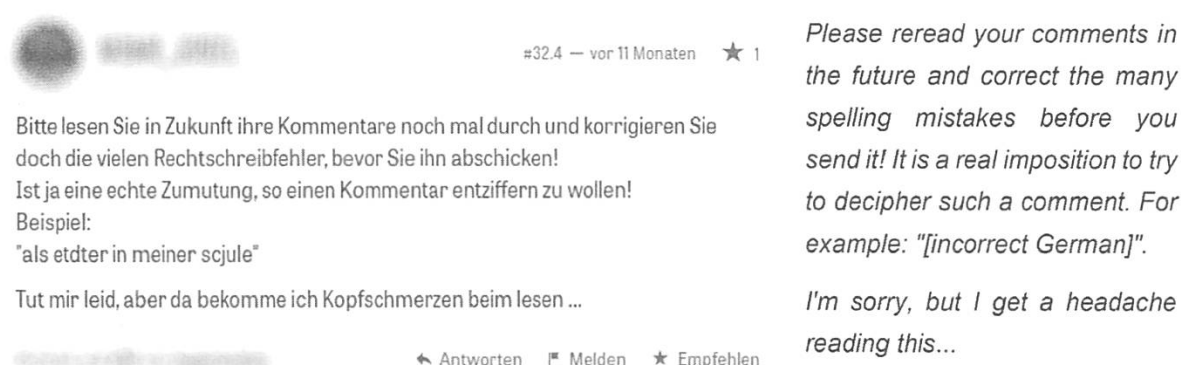 #32.4 — vor 11 Monaten ★ 1
Bitte lesen Sie in Zukunft ihre Kommentare noch mal durch und korrigieren Sie
doch die vielen Rechtschreibfehler, bevor Sie ihn abschicken!
Ist ja eine echte Zumutung, so einen Kommentar entziffern zu wollen!
Beispiel:
"als etdter in meiner scjule"
Tut mir leid, aber da bekomme ich Kopfschmerzen beim lesen ...
Antworten Melden ★ Empfehlen
Please reread your comments in
the future and correct the many
spelling mistakes before you
send it! It is a real imposition to try
to decipher such a comment. For
example: "[incorrect German]".
I'm sorry, but I get a headache
reading this...